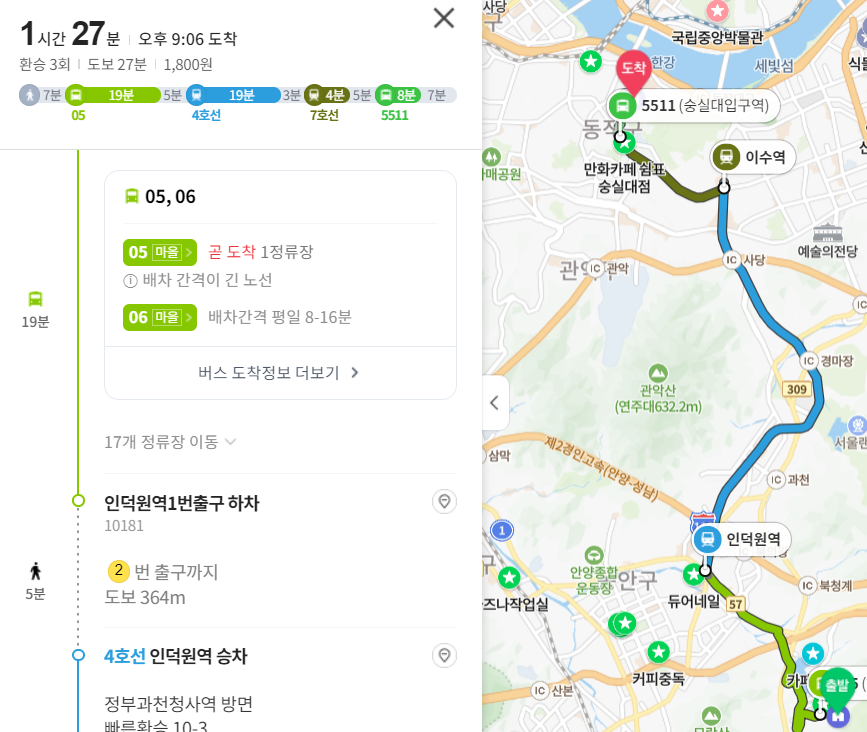 1시간 27분 오후 9:06 도착
환승 3회 도보 27분 1,800원
7분 19분 5분 19분 3분 4분 5분 8분 7분
05 4호선 7호선 5511
05, 06
05 마을 곧 도착 1정류장
배차 간격이 긴 노선
06 마을 배차간격 평일 8-16분
버스 도착정보 더보기
19분
17개 정류장 이동
인덕원역1번출구 하차
10181
2 번 출구까지
도보 364m
5분
4호선 인덕원역 승차
정부과천청사역 방면
빠른환승 10-3
사당
국립중앙박물관
한강
세빛섬
도착
5511 (숭실대입구역)
동작구
만화카페 쉼표
숭실대점
이수역
예술의전당
IC 관악
IC 사당
IC
IC 경마장
309
관악산
(연주대632.2m)
서울랜
제2경인고속(안양-성남)
삼막
IC 과천
1
인덕원역
안양종합
운동장
안구
듀어네일
57
IC 북청계
즈나작업실
커피중독
IC 산본
카페
출발